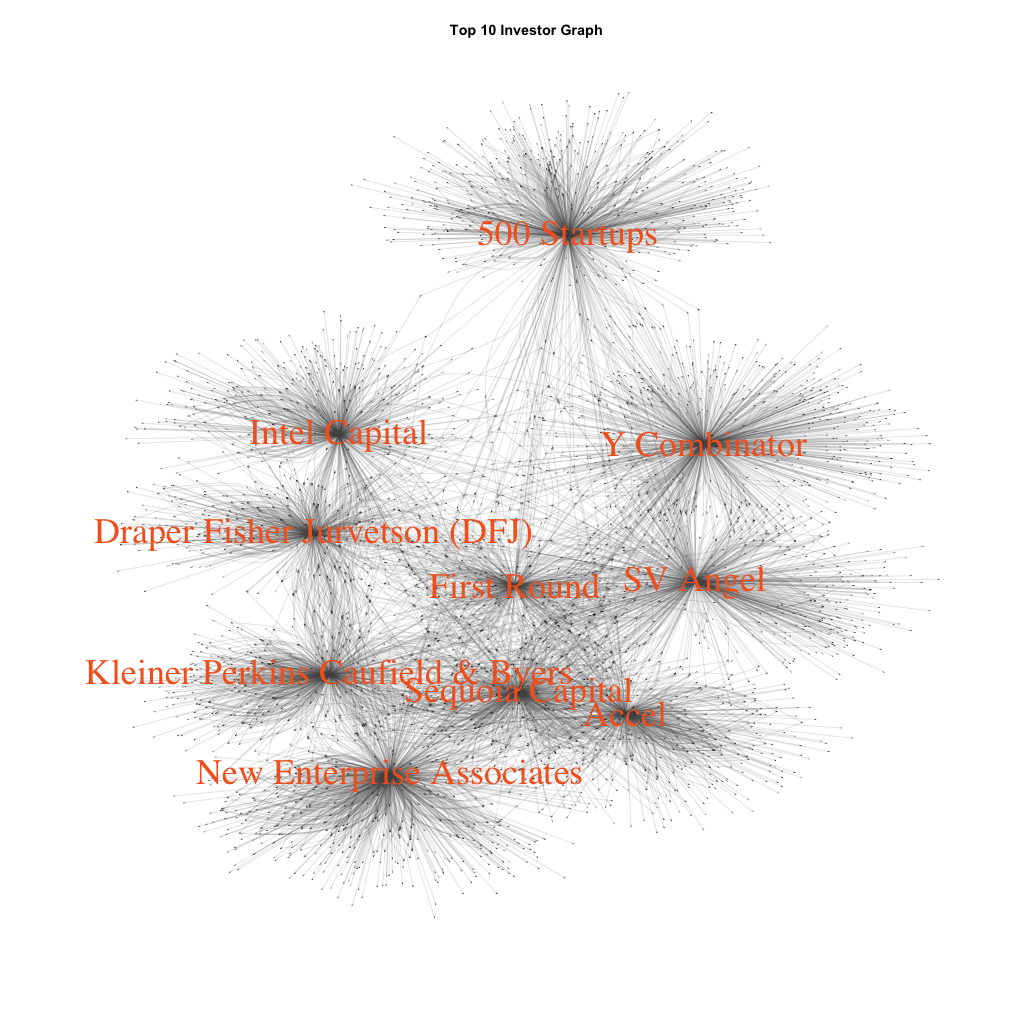 Top 10 Investor Graph
500 Startups
Intel Capital
Y Combinator
Draper Fisher Jurvetson (DFJ)
First Round
SV Angel
Kleiner Perkins Caufield & Byers
Sequoia Capital
Accel
New Enterprise Associates